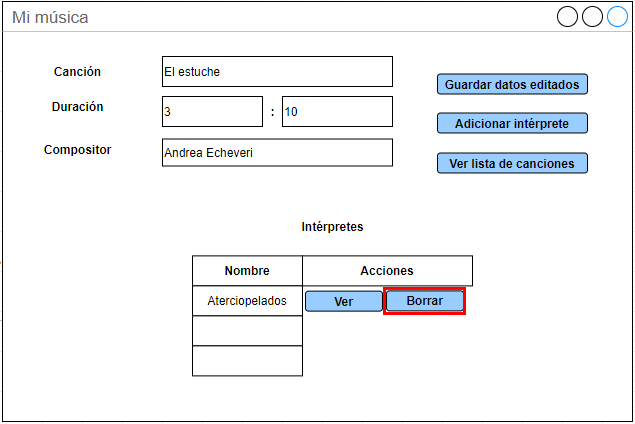 Mi música
Canción
El estuche
Guardar datos editados
Duración
3
:
10
Adicionar intérprete
Compositor
Andrea Echeveri
Ver lista de canciones
Intérpretes
Nombre
Acciones
Aterciopelados
Ver
Borrar